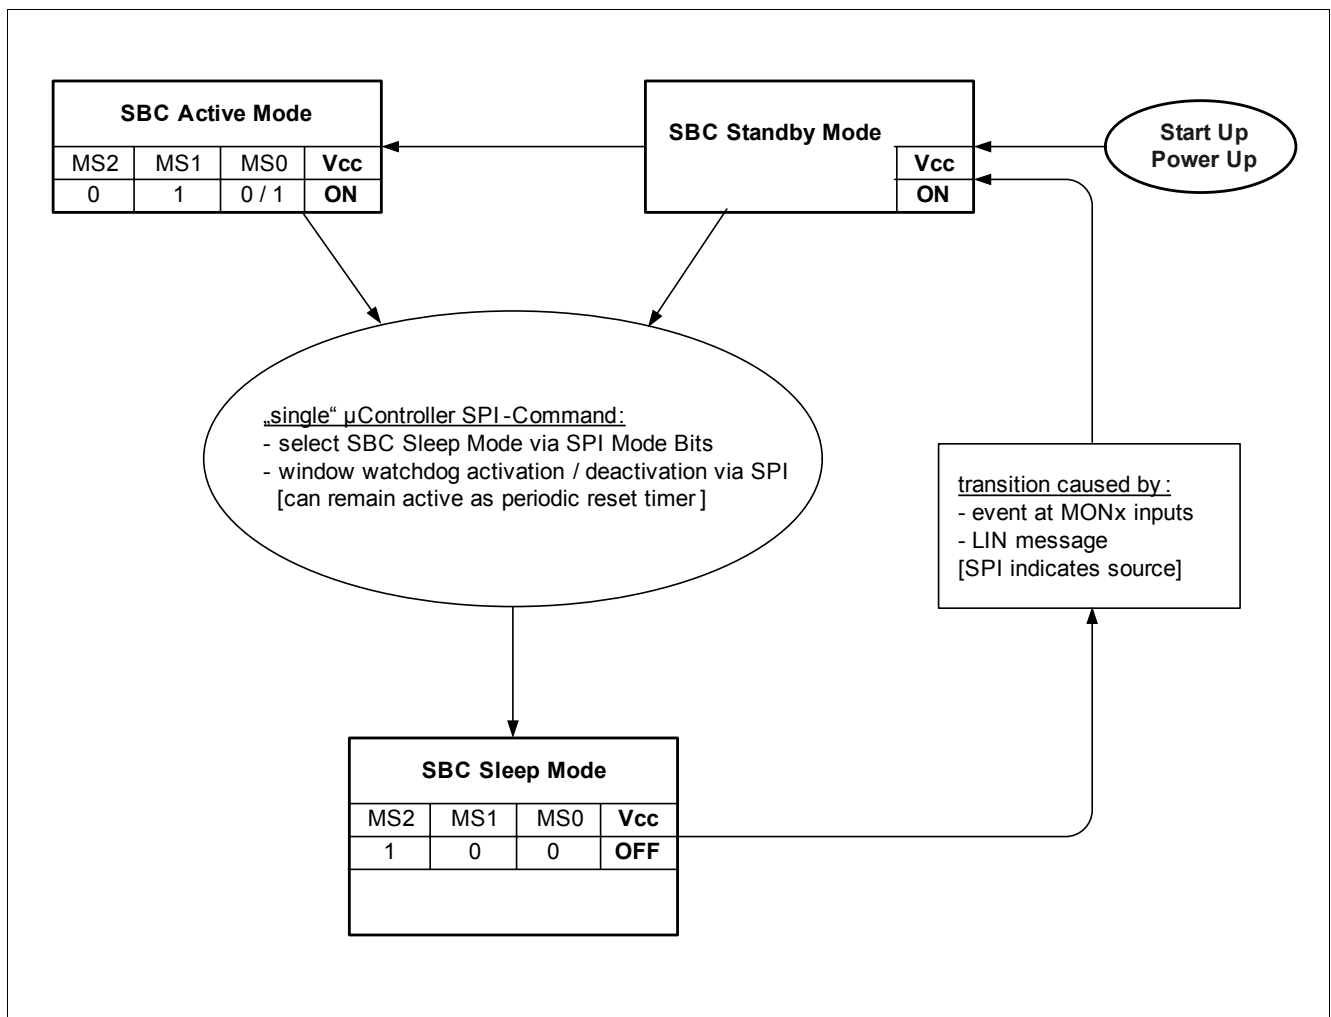 SBC Active Mode
MS2 MS1 MS0 Vcc
0 1 0 / 1 ON
SBC Standby Mode
Vcc
ON
Start Up
Power Up
„single“ µController SPI-Command:
- select SBC Sleep Mode via SPI Mode Bits
- window watchdog activation / deactivation via SPI
[can remain active as periodic reset timer]
transition caused by:
- event at MONx inputs
- LIN message
[SPI indicates source]
SBC Sleep Mode
MS2 MS1 MS0 Vcc
1 0 0 OFF